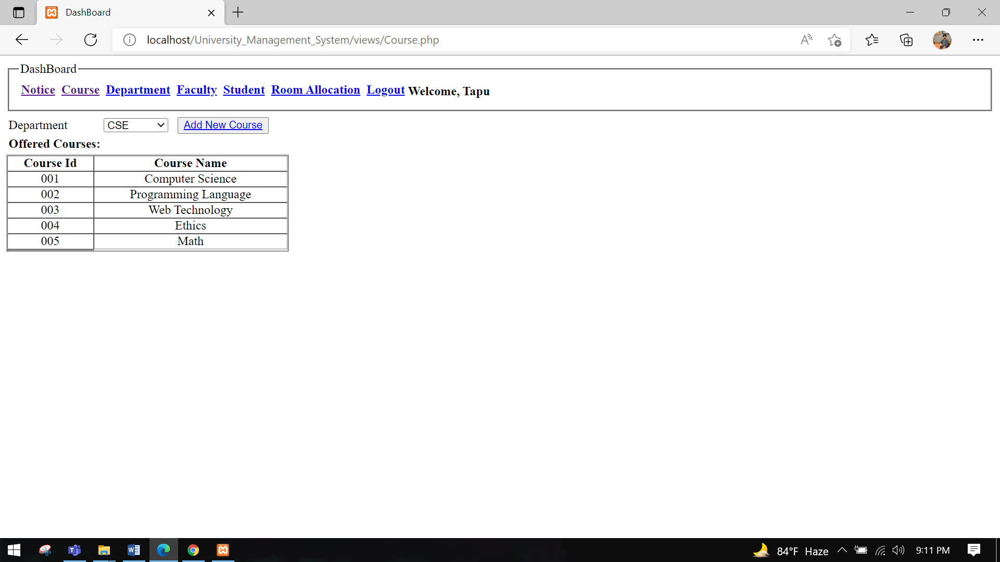 DashBoard
localhost/University_Management_System/views/Course.php
DashBoard
Notice Course Department Faculty Student Room Allocation Logout Welcome, Tapu
Department CSE Add New Course
Offered Courses:
Course Id Course Name
001 Computer Science
002 Programming Language
003 Web Technology
004 Ethics
005 Math
84°F Haze 9:11 PM